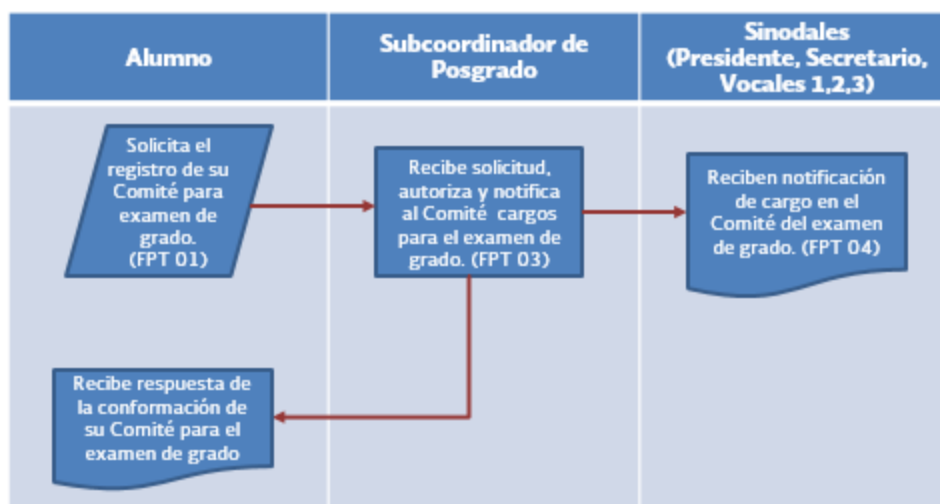 Alumno
Subcoordinador de
Posgrado
Sinodales
(Presidente, Secretario,
Vocales 1,2,3)
Solicita el
registro de su
Comité para
examen de
grado.
(FPT 01)
Recibe solicitud,
autoriza y notifica
al Comité cargos
para el examen de
grado. (FPT 03)
Reciben notificación
de cargo en el
Comité del examen
de grado. (FPT 04)
Recibe respuesta de
la conformación de
su Comité para el
examen de grado